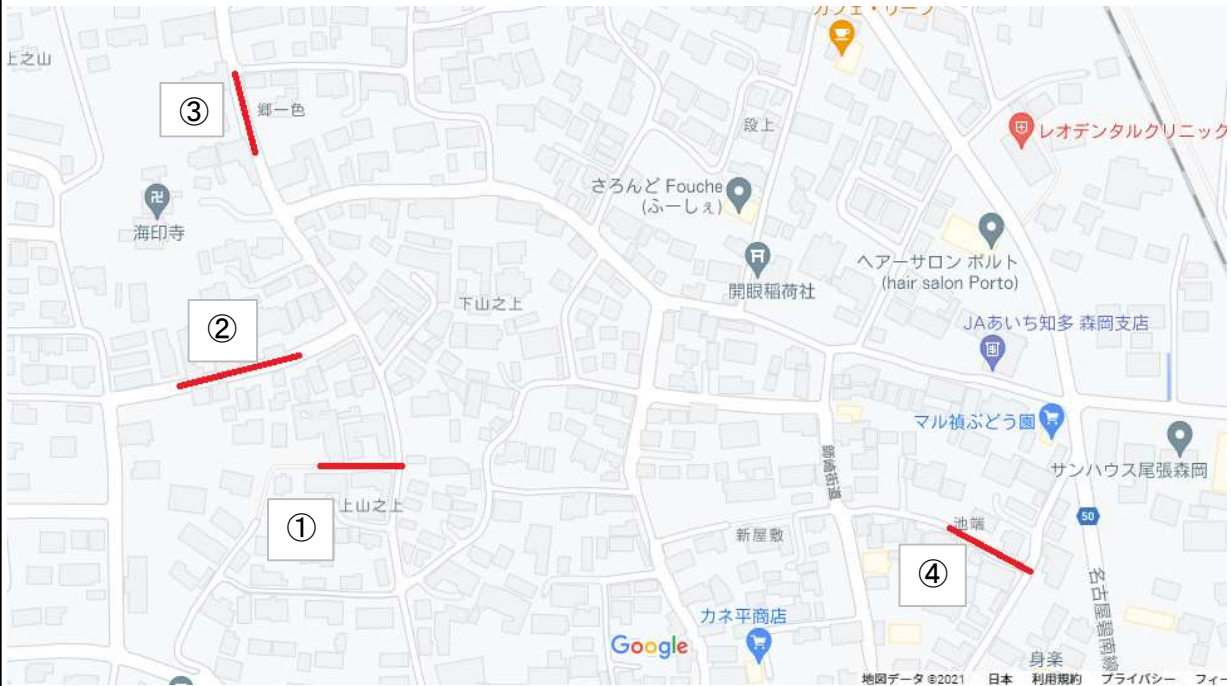 カフェ・リーフ
上之山
③
郷一色
段上
レオデンタルクリニック
さろんど Fouche
(ふーしぇ)
卍
海印寺
ヘアーサロン ポルト
(hair salon Porto)
開眼稲荷社
下山之上
②
JAあいち知多 森岡支店
マル禎ぶどう園
サンハウス尾張森岡
師崎街道
上山之上
①
50
池端
新屋敷
④
名古屋碧南線
カネ平商店
Google
身楽
地図データ ©2021 日本 利用規約 プライバシー フィー